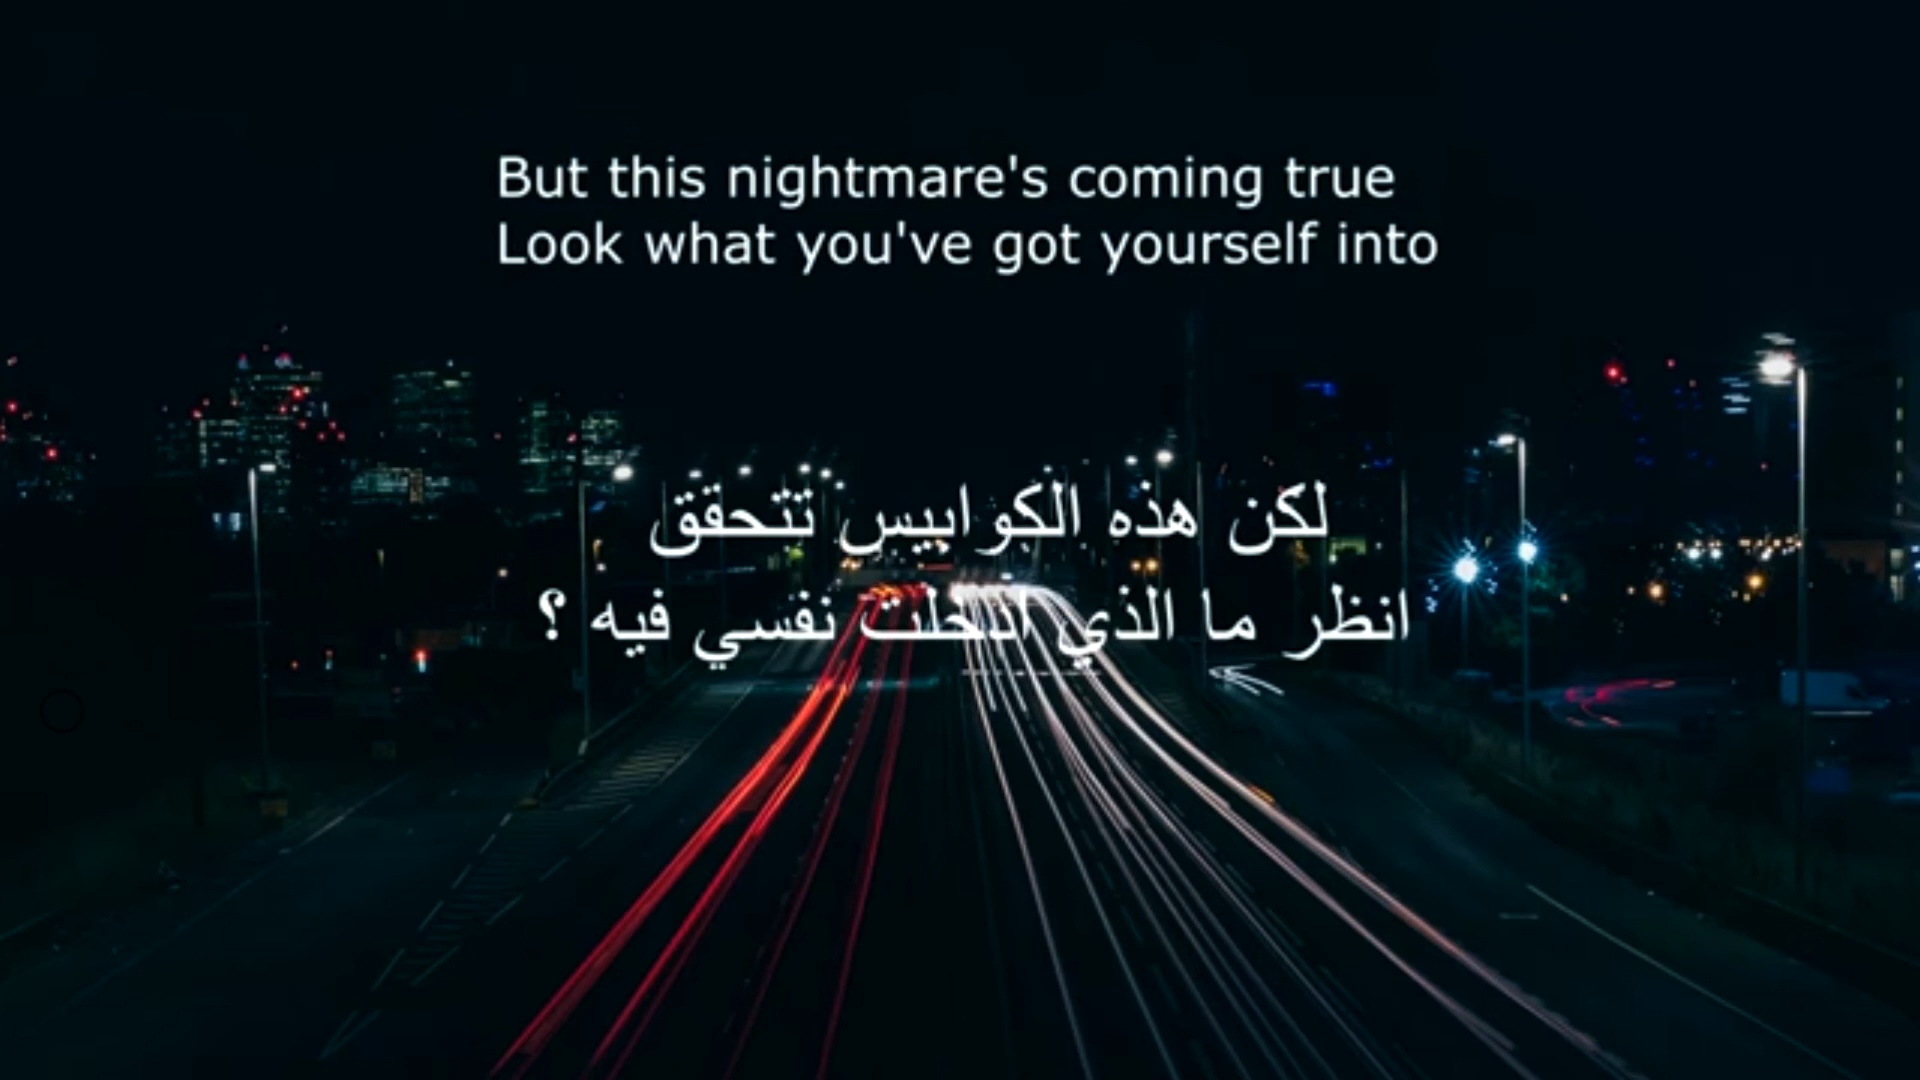 But this nightmare's coming true
Look what you've got yourself into
لكن هذه الكوابيس تتحقق
انظر ما الذي ادخلت نفسي فيه ؟